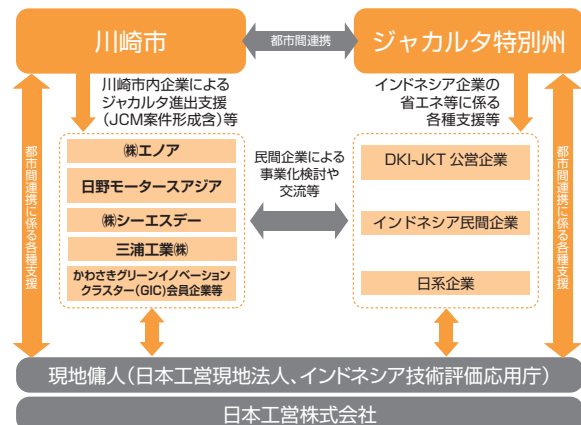 川崎市
都市間連携
ジャカルタ特別州
川崎市内企業による
ジャカルタ進出支援
（JCM案件形成含）等
インドネシア企業の
省エネ等に係る
各種支援等
都市間連携に係る各種支援
㈱エノア
日野モータースアジア
㈱シーエスデー
三浦工業㈱
かわさきグリーンイノベーション
クラスター（GIC）会員企業等
民間企業による
事業化検討や
交流等
DKI-JKT 公営企業
インドネシア民間企業
日系企業
都市間連携に係る各種支援
現地傭人（日本工営現地法人、インドネシア技術評価応用庁）
日本工営株式会社